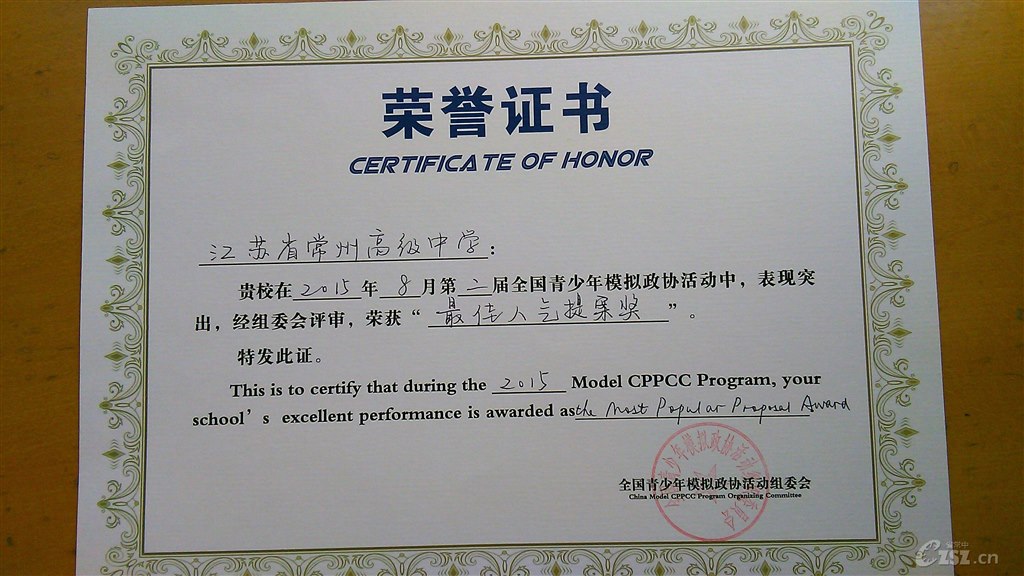 荣誉证书
CERTIFICATE OF HONOR
江苏省常州高级中学：
贵校在 2015 年 8 月第 二 届全国青少年模拟政协活动中，表现突
出，经组委会评审，荣获“ 最佳人气提案奖 ”。
特发此证。
This is to certify that during the 2015 Model CPPCC Program, your
school's excellent performance is awarded as the Most Popular Proposal Award
全国青少年模拟政协活动组委会
China Model CPPCC Program Organizing Committee
省常中
CZSZ.cn